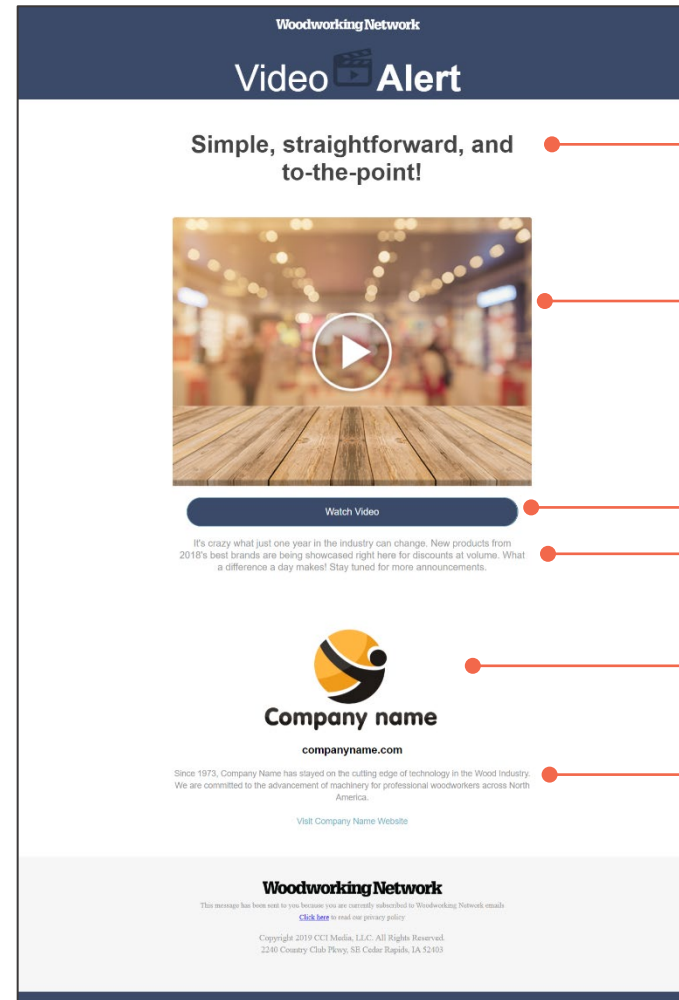 Woodworking Network
Video Alert
Simple, straightforward, and
to-the-point!
Watch Video
It's crazy what just one year in the industry can change. New products from
2018's best brands are being showcased right here for discounts at volume. What
a difference a day makes! Stay tuned for more announcements.
Company name
companyname.com
Since 1973, Company Name has stayed on the cutting edge of technology in the Wood Industry.
We are committed to the advancement of machinery for professional woodworkers across North
America.
Visit Company Name Website
Woodworking Network
This message has been sent to you because you are currently subscribed to Woodworking Network emails
Click here to read our privacy policy
Copyright 2019 CCI Media, LLC. All Rights Reserved.
2240 Country Club Pkwy, SE Cedar Rapids, IA 52403